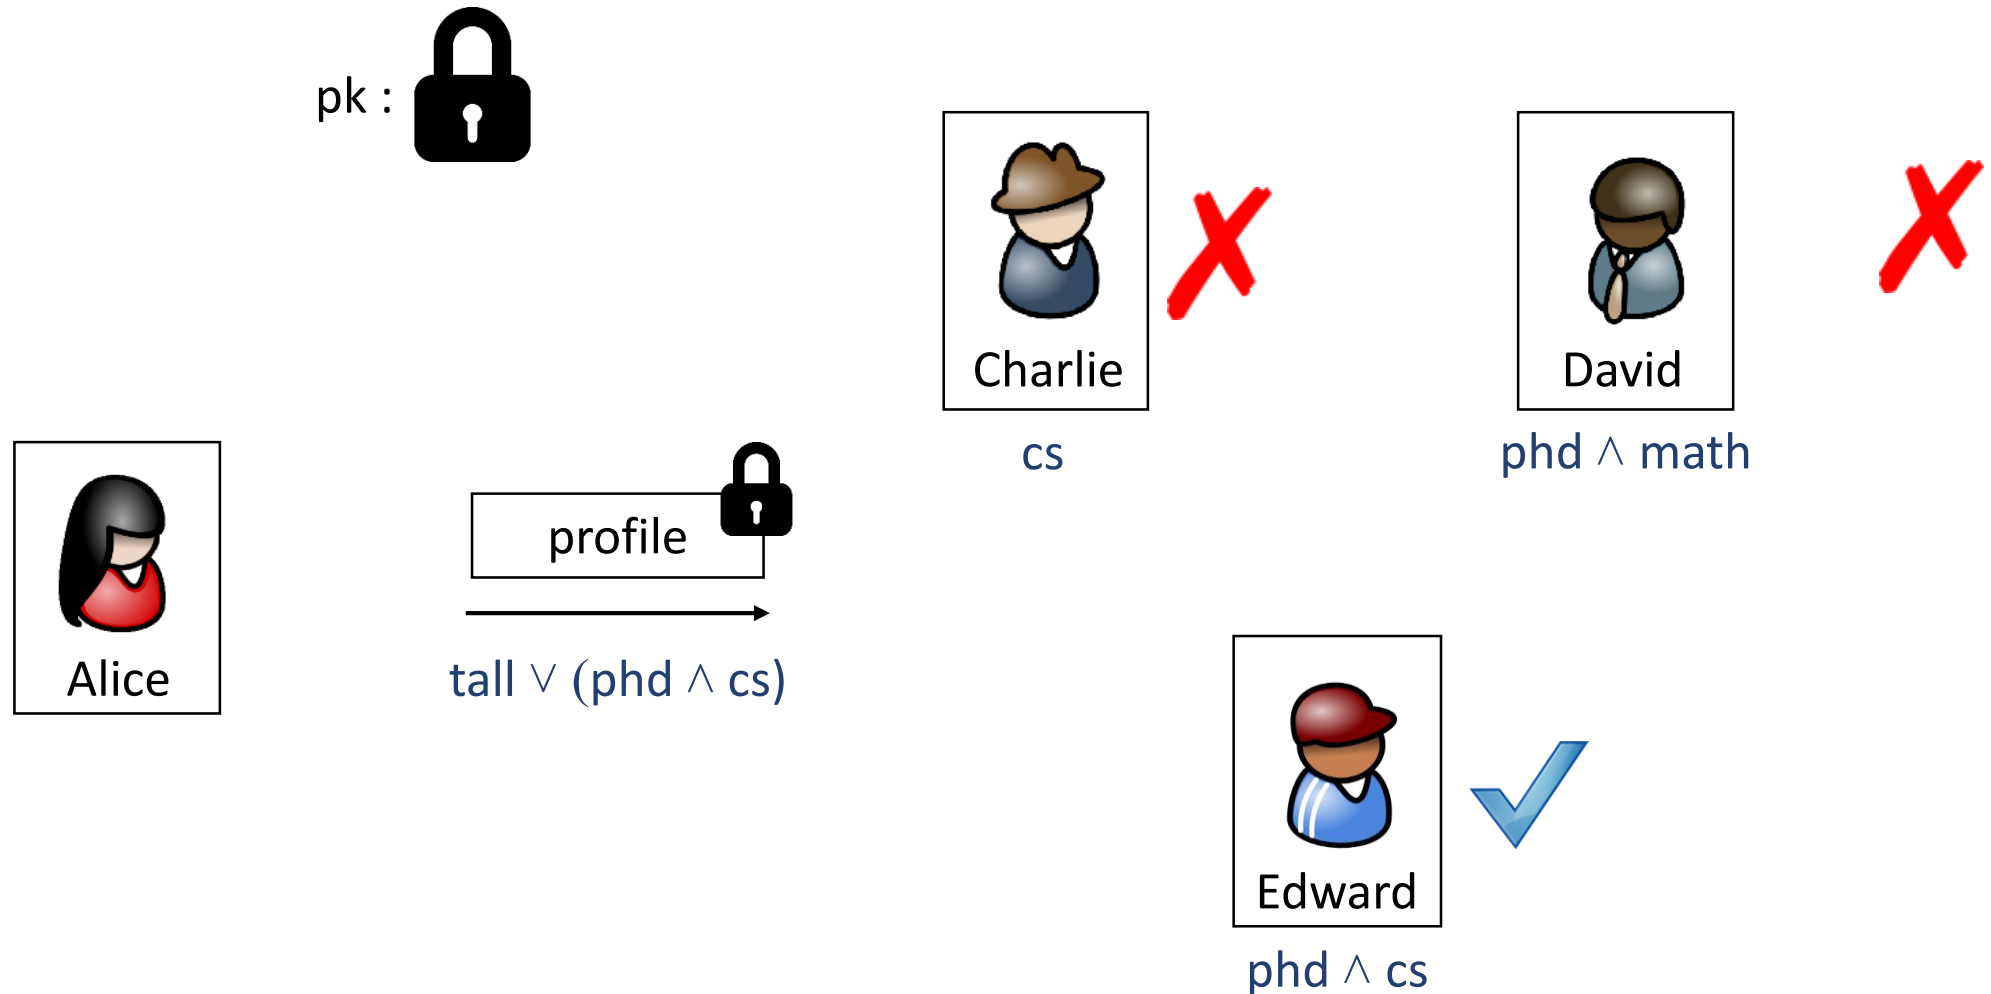 pk :
Charlie
cs
David
phd ∧ math
Alice
profile
tall ∨ (phd ∧ cs)
Edward
phd ∧ cs